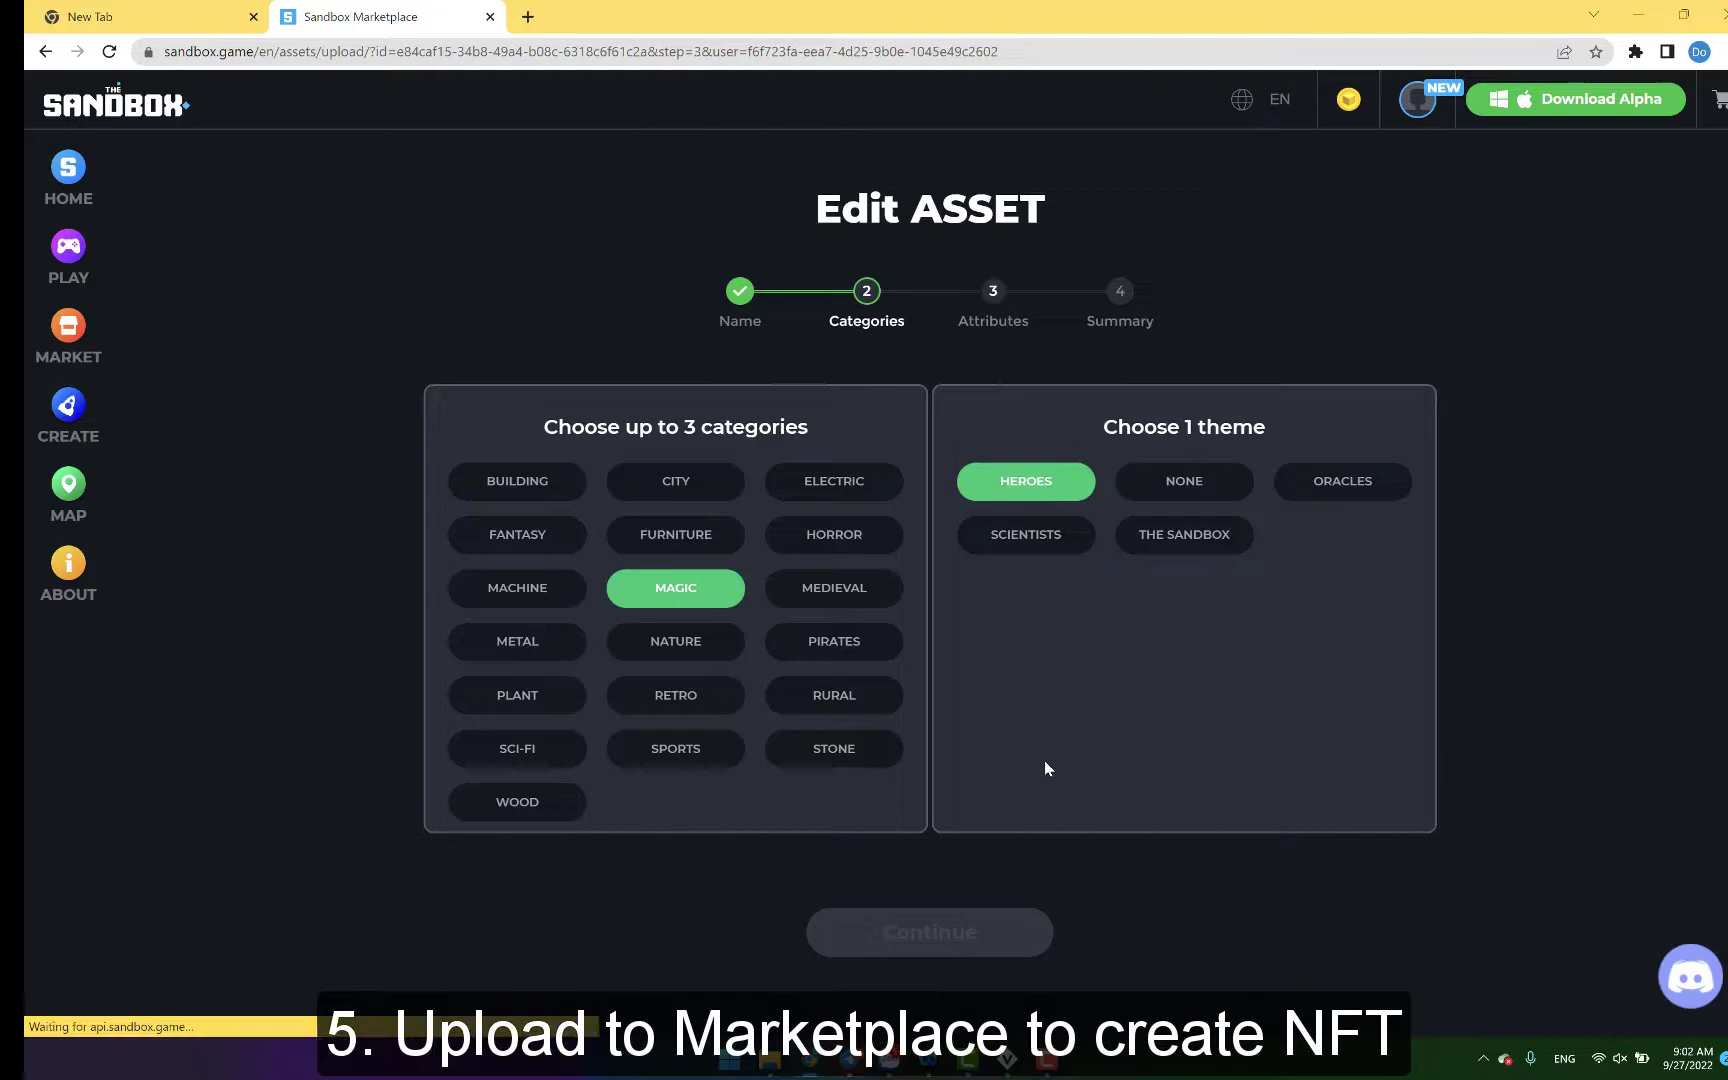 New Tab
Sandbox Marketplace
sandbox.game/en/assets/upload/?id=e84caf15-34b8-49a4-b08c-6318c6f61c2a&step=3&user=f6f723fa-eea7-4d25-9b0e-1045e49c2602
Do
THE SANDBOX
EN
NEW
Download Alpha
HOME
PLAY
MARKET
CREATE
MAP
ABOUT
Edit ASSET
2
3
4
Name
Categories
Attributes
Summary
Choose up to 3 categories
BUILDING
CITY
ELECTRIC
FANTASY
FURNITURE
HORROR
MACHINE
MAGIC
MEDIEVAL
METAL
NATURE
PIRATES
PLANT
RETRO
RURAL
SCI-FI
SPORTS
STONE
WOOD
Choose 1 theme
HEROES
NONE
ORACLES
SCIENTISTS
THE SANDBOX
Continue
Waiting for api.sandbox.game...
5. Upload to Marketplace to create NFT
ENG
9:02 AM
9/27/2022